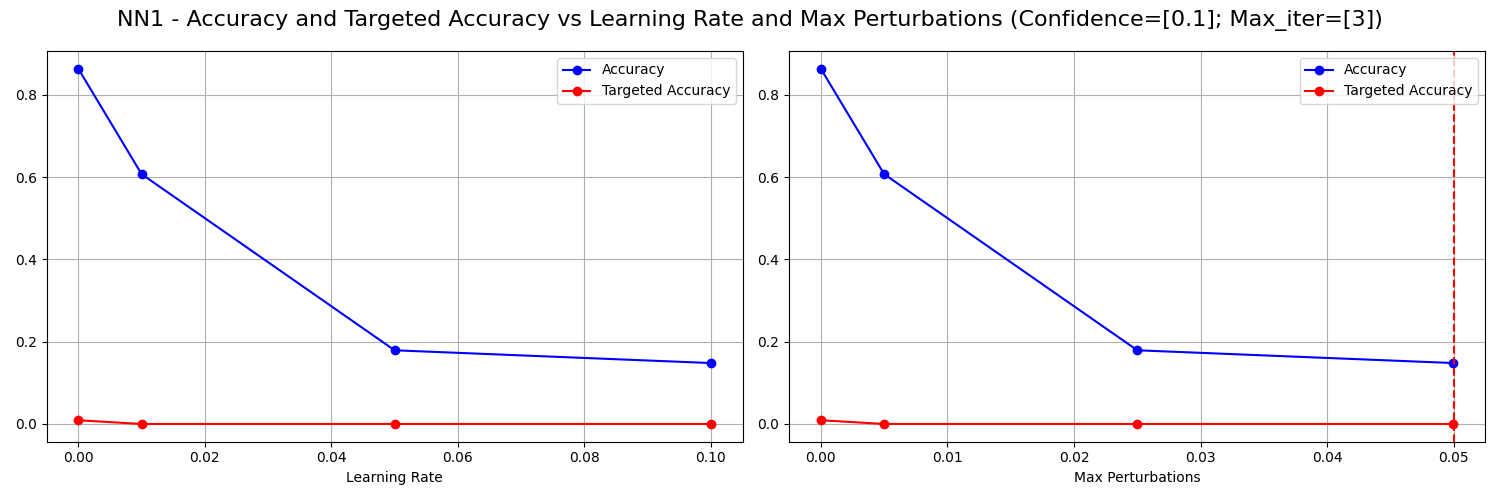 NN1 - Accuracy and Targeted Accuracy vs Learning Rate and Max Perturbations (Confidence=[0.1]; Max_iter=[3])
Accuracy
Targeted Accuracy
0.8
0.6
0.4
0.2
0.0
0.00 0.02 0.04 0.06 0.08 0.10
Learning Rate
Accuracy
Targeted Accuracy
0.8
0.6
0.4
0.2
0.0
0.00 0.01 0.02 0.03 0.04 0.05
Max Perturbations